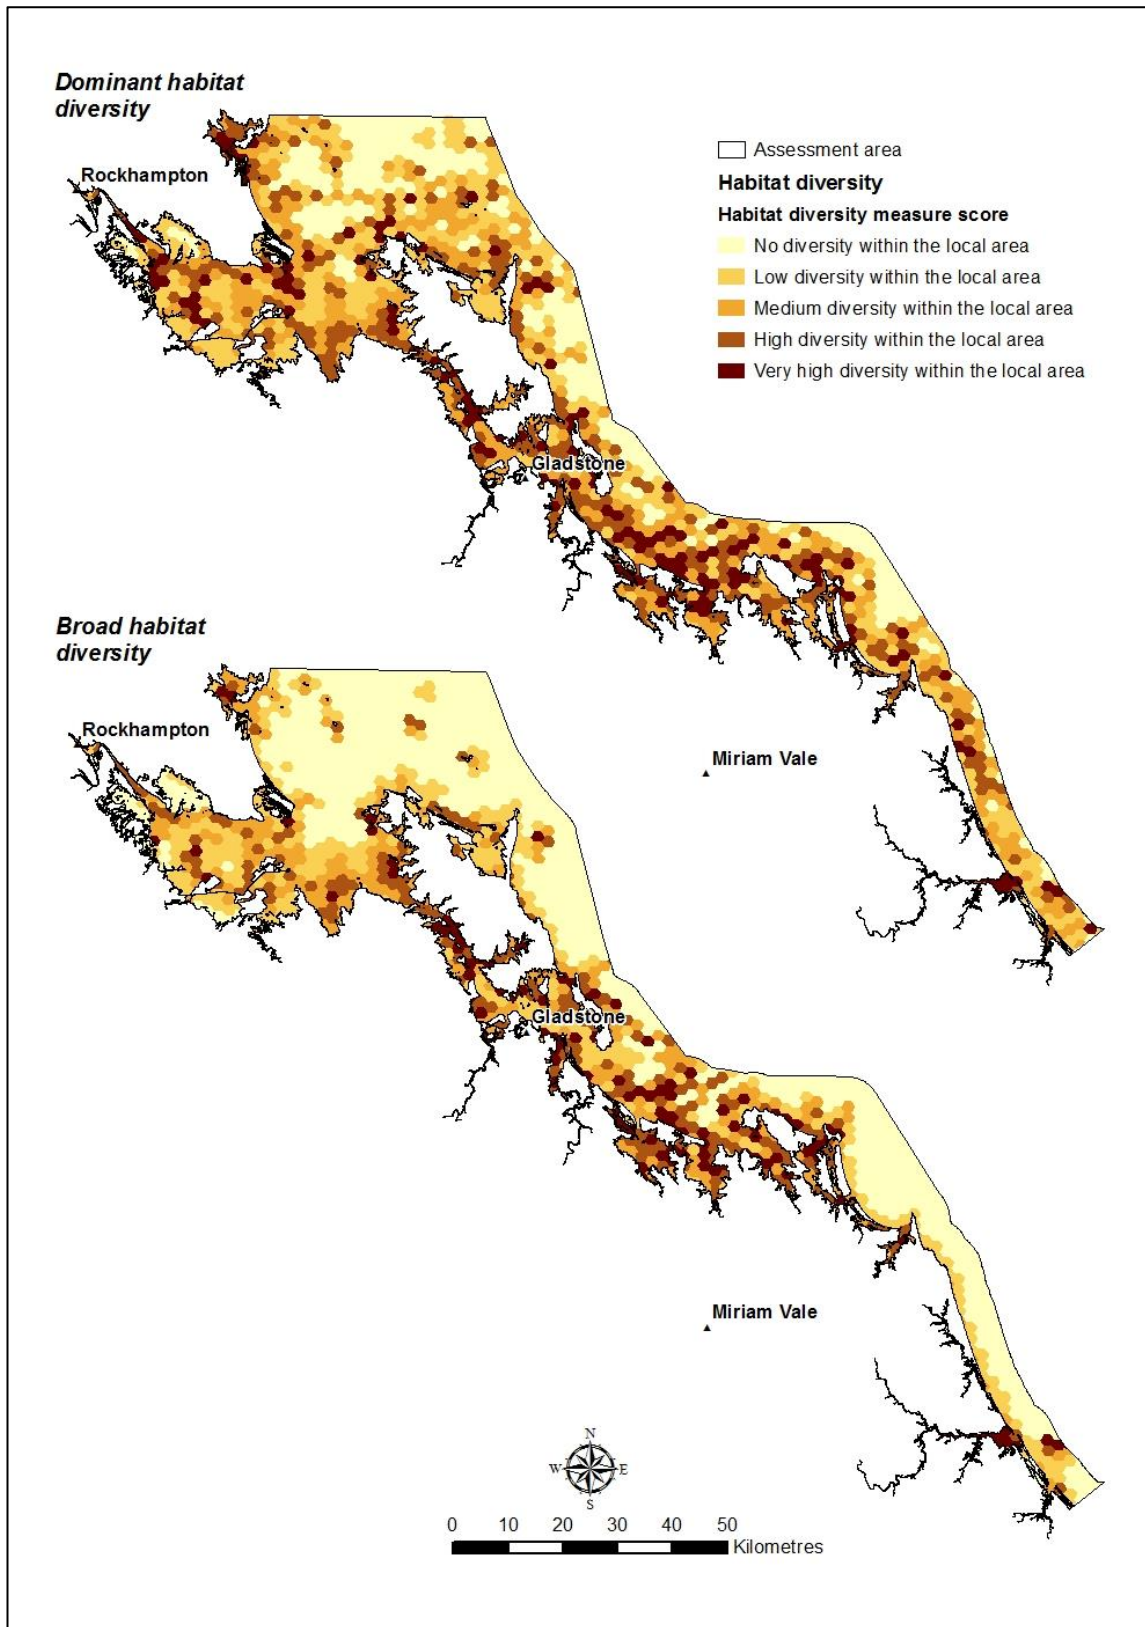 Dominant habitat
diversity
Rockhampton
Assessment area
Habitat diversity
Habitat diversity measure score
No diversity within the local area
Low diversity within the local area
Medium diversity within the local area
High diversity within the local area
Very high diversity within the local area
Gladstone
Miriam Vale
Broad habitat
diversity
Rockhampton
Gladstone
Miriam Vale
N
W E
S
0 10 20 30 40 50
Kilometres